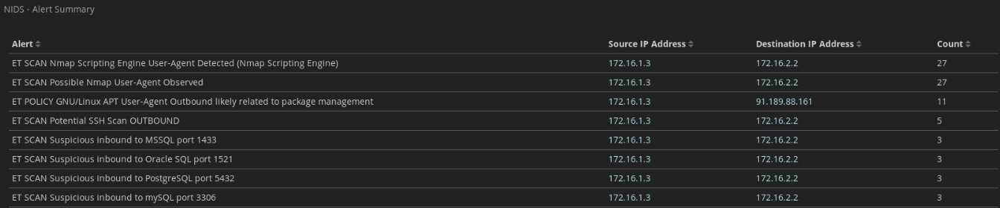 NIDS - Alert Summary
Alert Source IP Address Destination IP Address Count
ET SCAN Nmap Scripting Engine User-Agent Detected (Nmap Scripting Engine) 172.16.1.3 172.16.2.2 27
ET SCAN Possible Nmap User-Agent Observed 172.16.1.3 172.16.2.2 27
ET POLICY GNU/Linux APT User-Agent Outbound likely related to package management 172.16.1.3 91.189.88.161 11
ET SCAN Potential SSH Scan OUTBOUND 172.16.1.3 172.16.2.2 5
ET SCAN Suspicious inbound to MSSQL port 1433 172.16.1.3 172.16.2.2 3
ET SCAN Suspicious inbound to Oracle SQL port 1521 172.16.1.3 172.16.2.2 3
ET SCAN Suspicious inbound to PostgreSQL port 5432 172.16.1.3 172.16.2.2 3
ET SCAN Suspicious inbound to mySQL port 3306 172.16.1.3 172.16.2.2 3